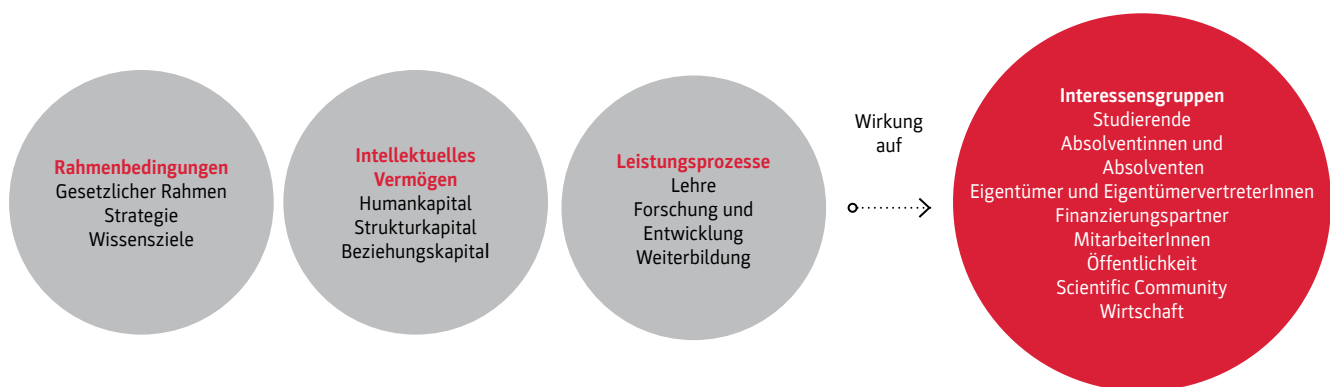 Rahmenbedingungen
Gesetzlicher Rahmen
Strategie
Wissensziele
Intellektuelles
Vermögen
Humankapital
Strukturkapital
Beziehungskapital
Leistungsprozesse
Lehre
Forschung und
Entwicklung
Weiterbildung
Wirkung
auf
Interessensgruppen
Studierende
Absolventinnen und
Absolventen
Eigentümer und EigentümervertreterInnen
Finanzierungspartner
MitarbeiterInnen
Öffentlichkeit
Scientific Community
Wirtschaft